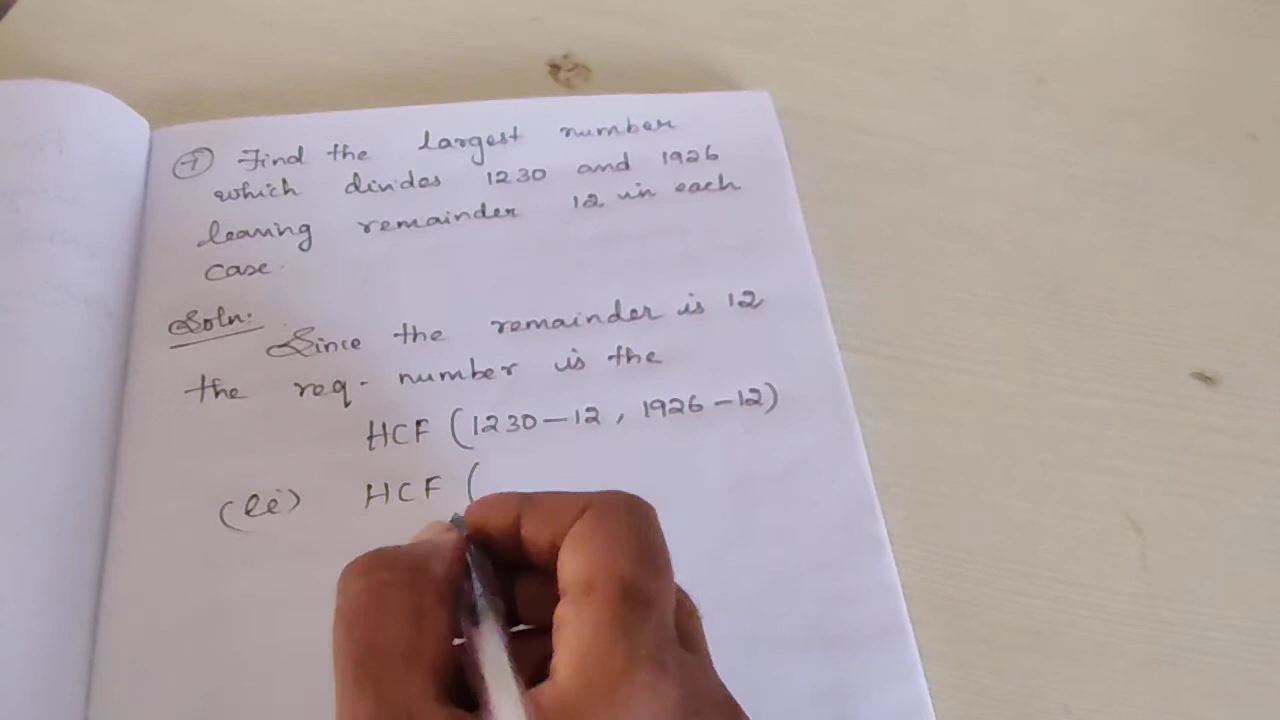 7 Find the largest number
which divides 1230 and 1926
leaving remainder 12 in each
case.
Soln.
Since the remainder is 12
the req. number is the
HCF (1230-12, 1926-12)
(ie) HCF (